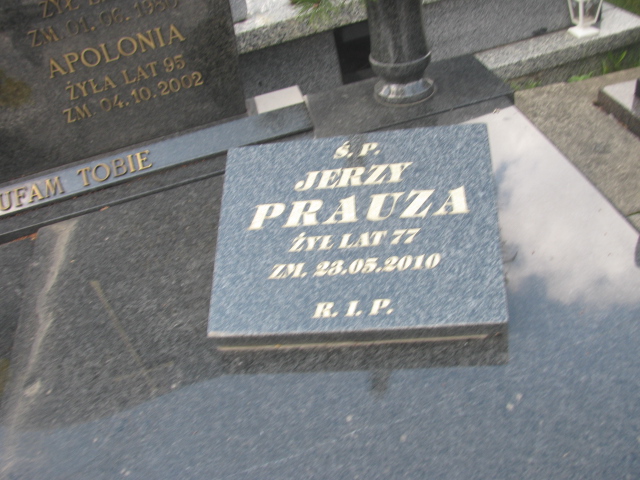 ŻYŁ
ZM. 01.06.
APOLONIA
ŻYŁA LAT 95
ZM. 04.10.2002
UFAM TOBIE
Ś. P.
JERZY
PRAUZA
ŻYŁ LAT 77
ZM. 23.05.2010
R. I. P.